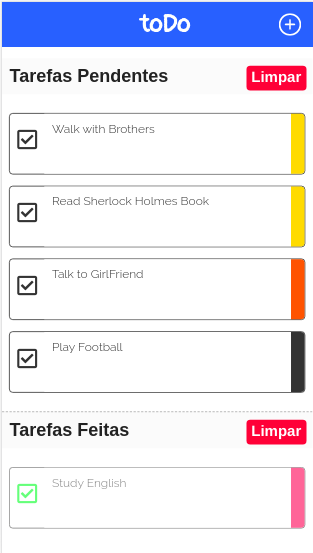 toDo
Tarefas Pendentes
Limpar
Walk with Brothers
Read Sherlock Holmes Book
Talk to GirlFriend
Play Football
Tarefas Feitas
Limpar
Study English